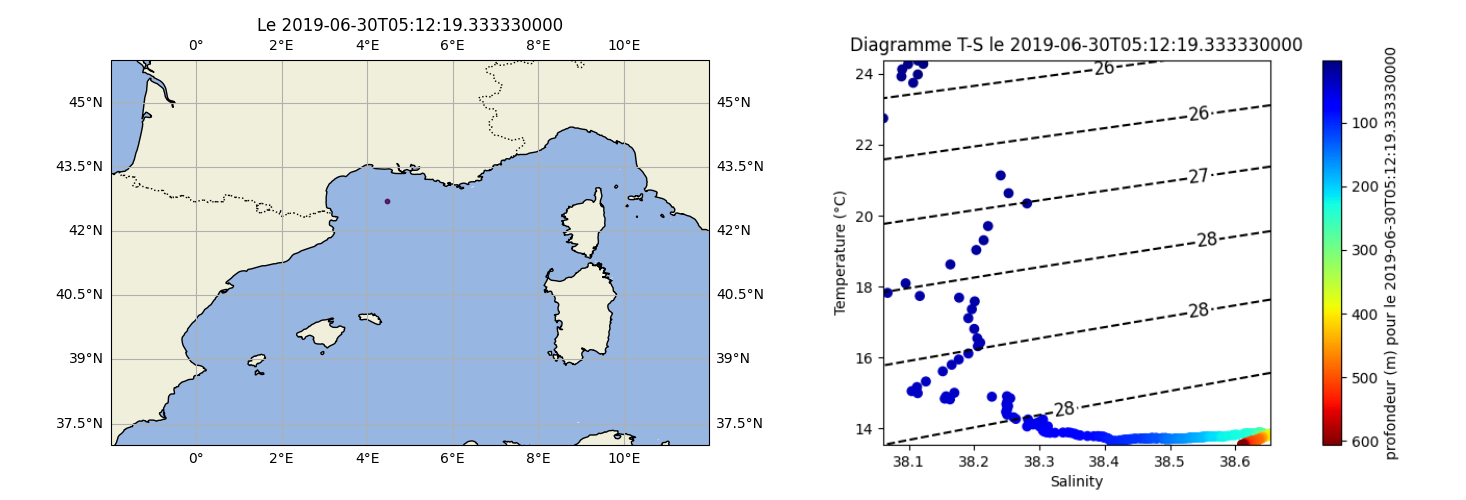 Le 2019-06-30T05:12:19.333330000
0° 2°E 4°E 6°E 8°E 10°E
45°N 45°N
43.5°N 43.5°N
42°N 42°N
40.5°N 40.5°N
39°N 39°N
37.5°N 37.5°N
0° 2°E 4°E 6°E 8°E 10°E
Diagramme T-S le 2019-06-30T05:12:19.333330000
Temperature (°C)
24
22
20
18
16
14
26
26
27
28
28
28
38.1 38.2 38.3 38.4 38.5 38.6
Salinity
100
200
300
400
500
600
profondeur (m) pour le 2019-06-30T05:12:19.333330000